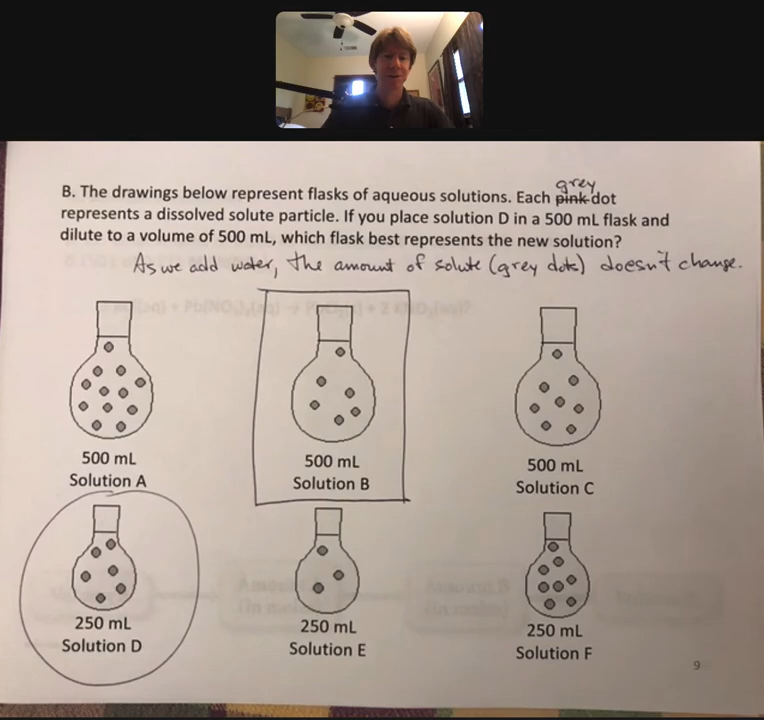 grey
B. The drawings below represent flasks of aqueous solutions. Each pink dot
represents a dissolved solute particle. If you place solution D in a 500 mL flask and
dilute to a volume of 500 mL, which flask best represents the new solution?
As we add water, the amount of solute (grey dots) doesn't change.
500 mL
Solution A
500 mL
Solution B
500 mL
Solution C
250 mL
Solution D
250 mL
Solution E
250 mL
Solution F
9